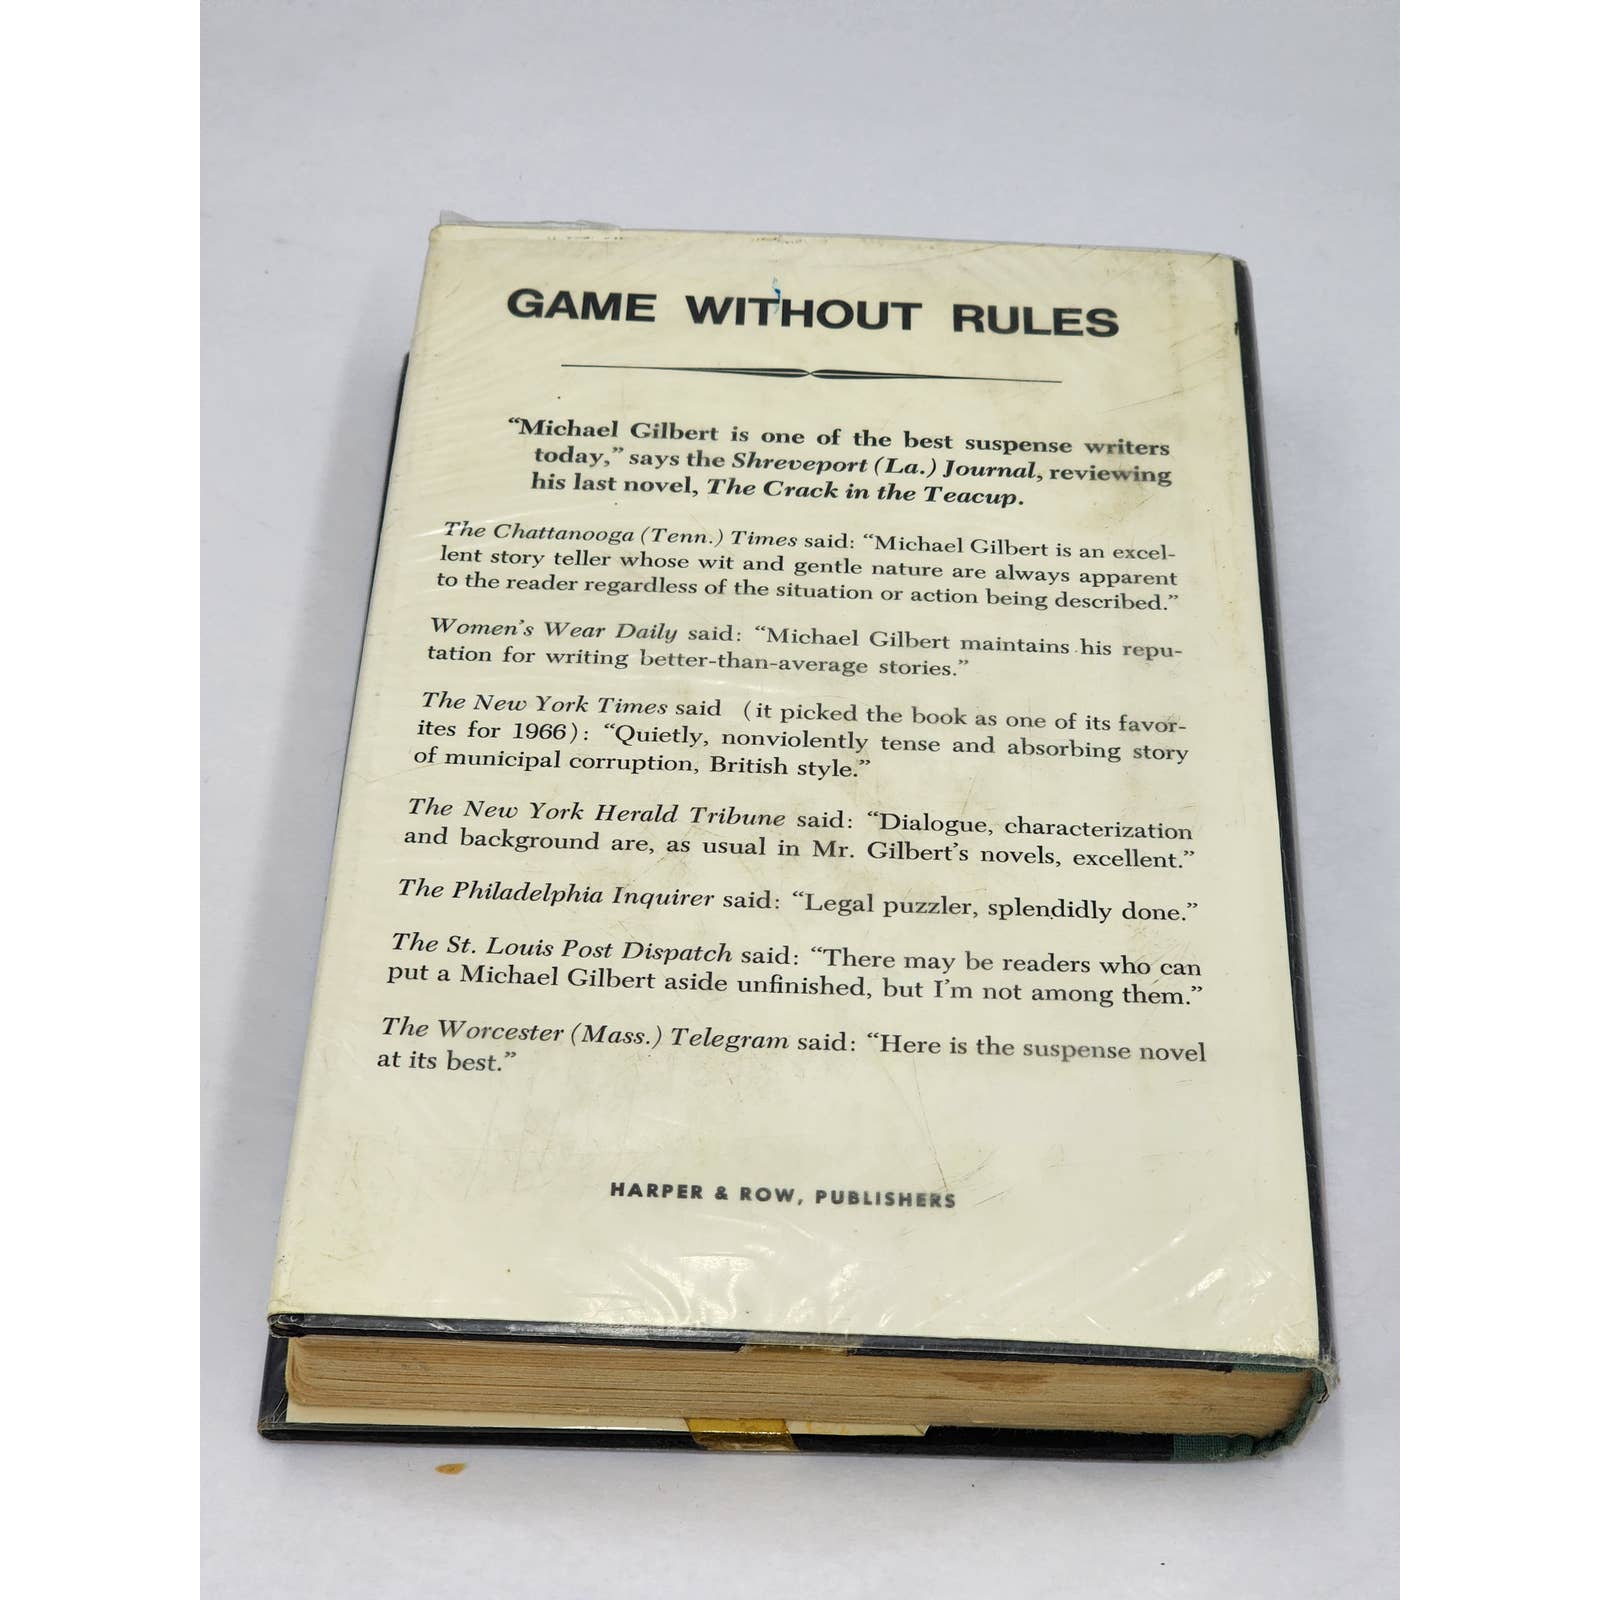 GAME WITHOUT RULES
“Michael Gilbert is one of the best suspense writers
today,” says the Shreveport (La.) Journal, reviewing
his last novel, The Crack in the Teacup.
The Chattanooga (Tenn.) Times said: “Michael Gilbert is an excel-
lent story teller whose wit and gentle nature are always apparent
to the reader regardless of the situation or action being described.”
Women’s Wear Daily said: “Michael Gilbert maintains his repu-
tation for writing better-than-average stories.”
The New York Times said (it picked the book as one of its favor-
ites for 1966): “Quietly, nonviolently tense and absorbing story
of municipal corruption, British style.”
The New York Herald Tribune said: “Dialogue, characterization
and background are, as usual in Mr. Gilbert’s novels, excellent.”
The Philadelphia Inquirer said: “Legal puzzler, splendidly done.”
The St. Louis Post Dispatch said: “There may be readers who can
put a Michael Gilbert aside unfinished, but I’m not among them.”
The Worcester (Mass.) Telegram said: “Here is the suspense novel
at its best.”
HARPER & ROW, PUBLISHERS